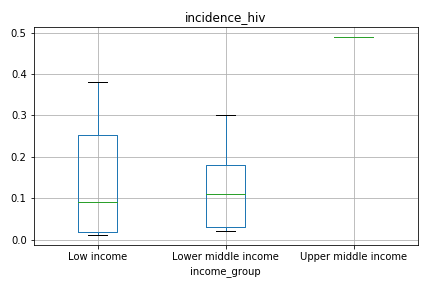 incidence_hiv
0.5
0.4
0.3
0.2
0.1
0.0
Low income
Lower middle income
Upper middle income
income_group